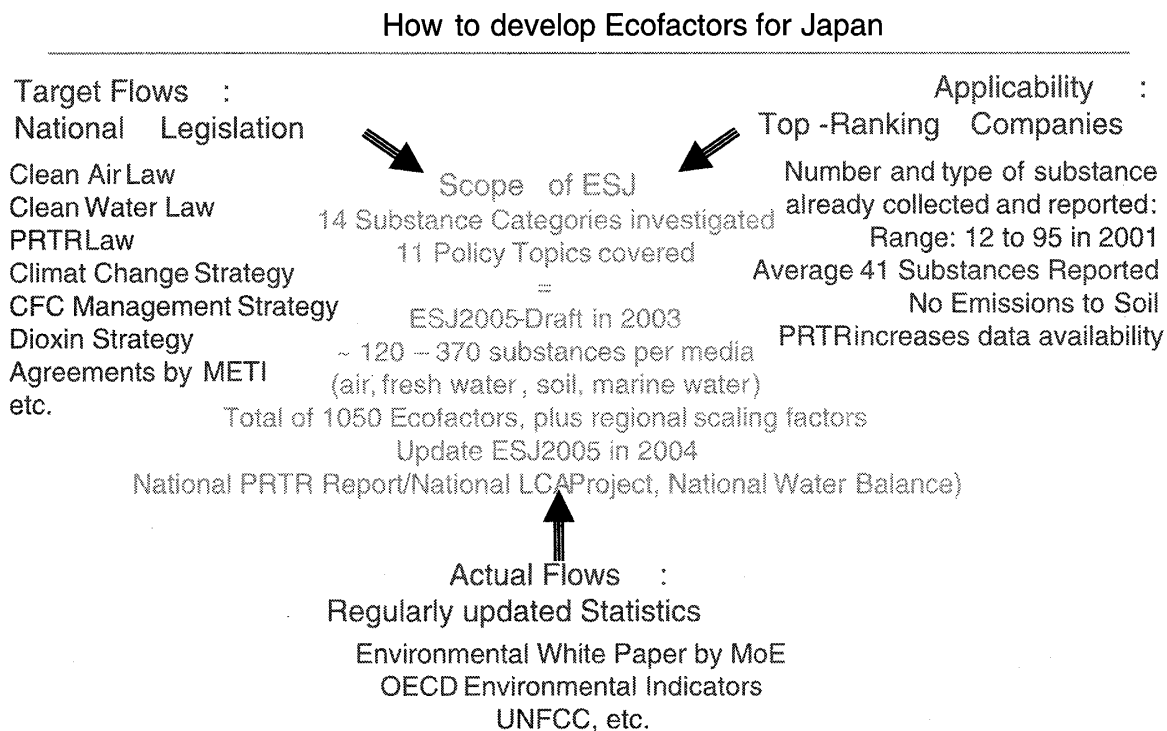 How to develop Ecofactors for Japan
Target Flows :
National Legislation
Clean Air Law
Clean Water Law
PRTR Law
Climat Change Strategy
CFC Management Strategy
Dioxin Strategy
Agreements by METI
etc.
Scope of ESJ
14 Substance Categories investigated
11 Policy Topics covered
=
ESJ2005-Draft in 2003
~ 120 – 370 substances per media
(air, fresh water, soil, marine water)
Total of 1050 Ecofactors, plus regional scaling factors
Update ESJ2005 in 2004
National PRTR Report/National LCAProject, National Water Balance)
Applicability :
Top -Ranking Companies
Number and type of substance
already collected and reported:
Range: 12 to 95 in 2001
Average 41 Substances Reported
No Emissions to Soil
PRTR increases data availability
Actual Flows :
Regularly updated Statistics
Environmental White Paper by MoE
OECD Environmental Indicators
UNFCC, etc.